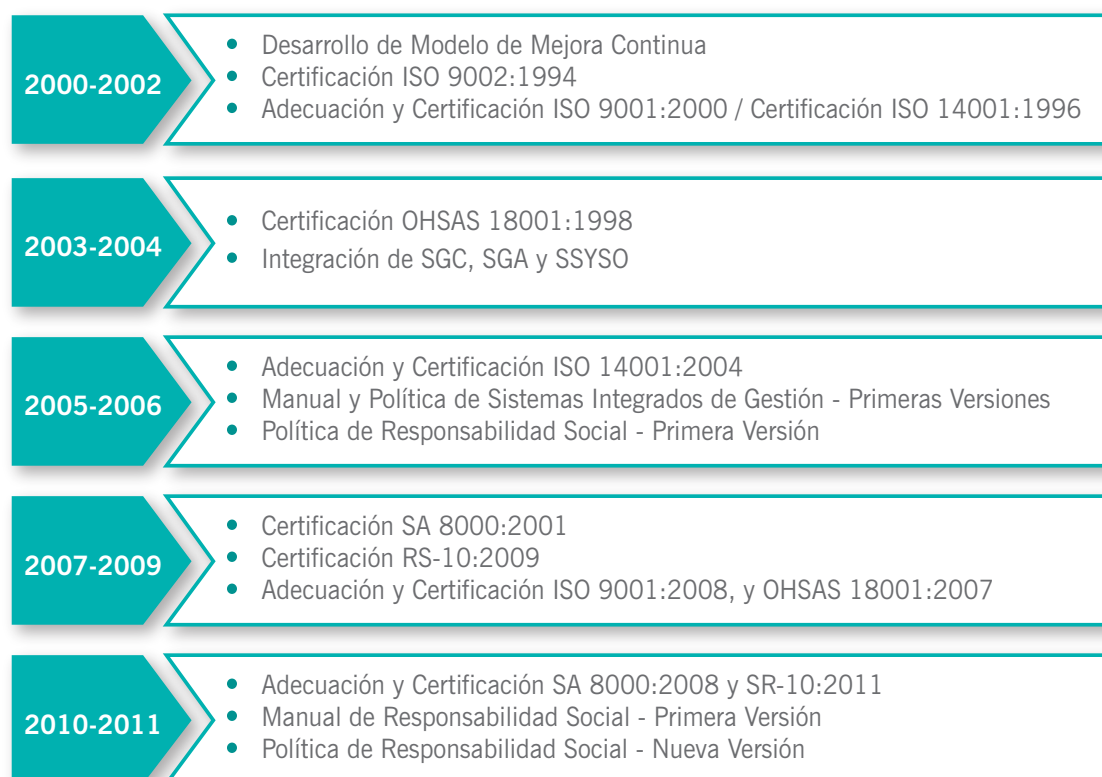 2000-2002
• Desarrollo de Modelo de Mejora Continua
• Certificación ISO 9002:1994
• Adecuación y Certificación ISO 9001:2000 / Certificación ISO 14001:1996
2003-2004
• Certificación OHSAS 18001:1998
• Integración de SGC, SGA y SSYSO
2005-2006
• Adecuación y Certificación ISO 14001:2004
• Manual y Política de Sistemas Integrados de Gestión - Primeras Versiones
• Política de Responsabilidad Social - Primera Versión
2007-2009
• Certificación SA 8000:2001
• Certificación RS-10:2009
• Adecuación y Certificación ISO 9001:2008, y OHSAS 18001:2007
2010-2011
• Adecuación y Certificación SA 8000:2008 y SR-10:2011
• Manual de Responsabilidad Social - Primera Versión
• Política de Responsabilidad Social - Nueva Versión